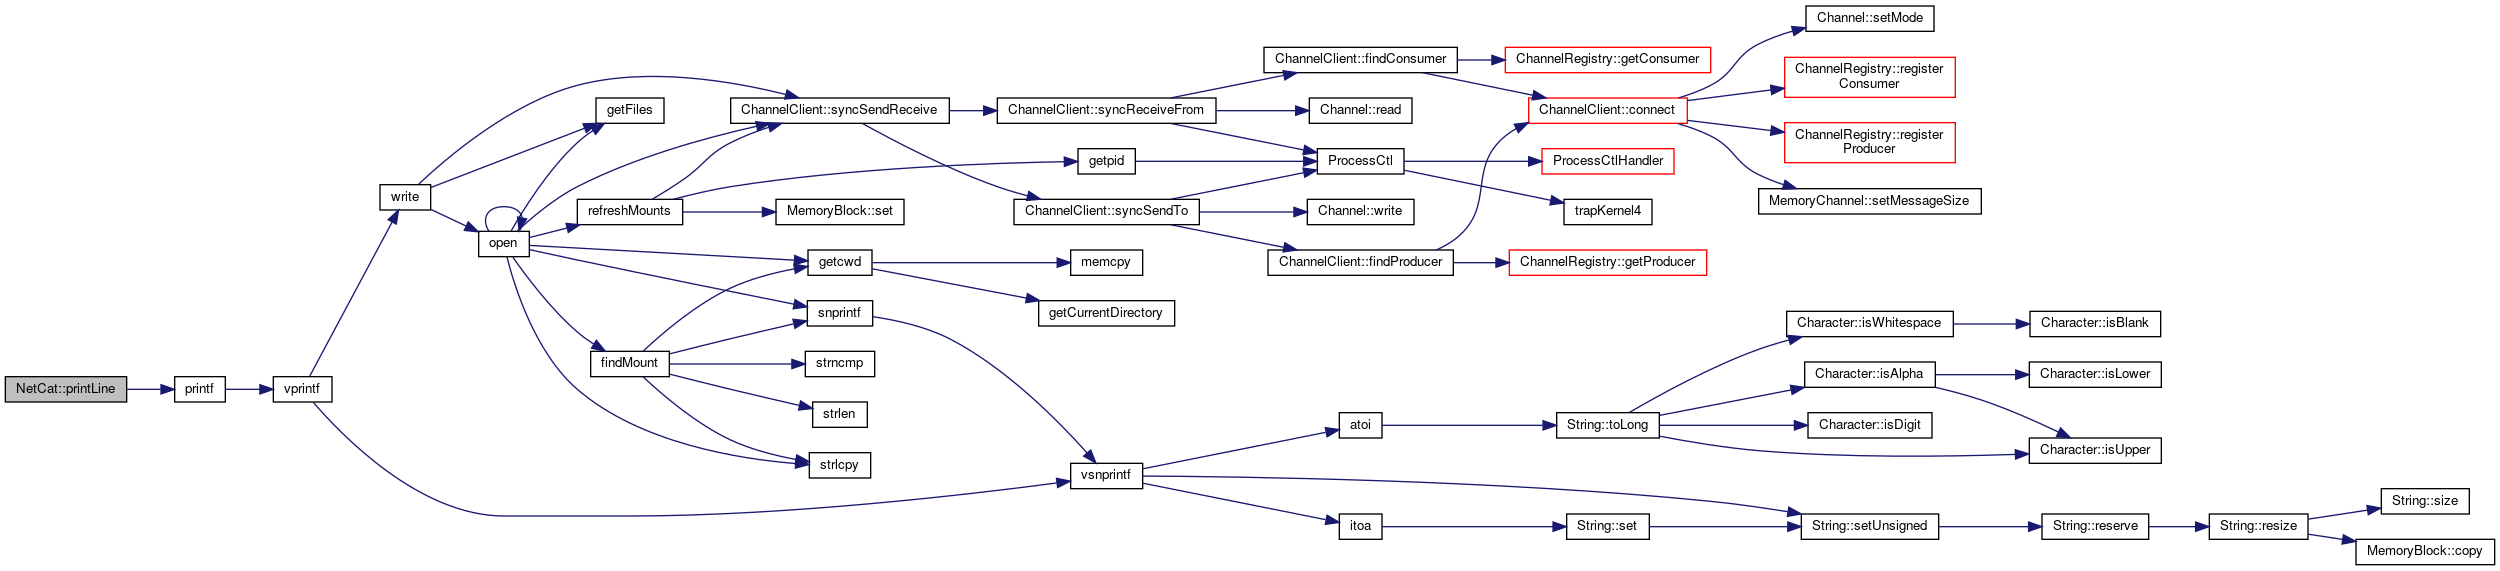 NetCat::printLine
printf
vprintf
write
open
getFiles
refreshMounts
findMount
ChannelClient::syncSendReceive
MemoryBlock::set
getcwd
snprintf
strncmp
strlen
strlcpy
ChannelClient::syncReceiveFrom
getpid
ChannelClient::syncSendTo
memcpy
getCurrentDirectory
vsnprintf
ChannelClient::findConsumer
Channel::read
ProcessCtl
Channel::write
ChannelClient::findProducer
atoi
itoa
ChannelRegistry::getConsumer
ChannelClient::connect
ProcessCtlHandler
trapKernel4
ChannelRegistry::getProducer
String::toLong
String::set
Channel::setMode
ChannelRegistry::register
Consumer
ChannelRegistry::register
Producer
MemoryChannel::setMessageSize
Character::isWhitespace
Character::isAlpha
Character::isDigit
String::setUnsigned
Character::isBlank
Character::isLower
Character::isUpper
String::reserve
String::resize
String::size
MemoryBlock::copy